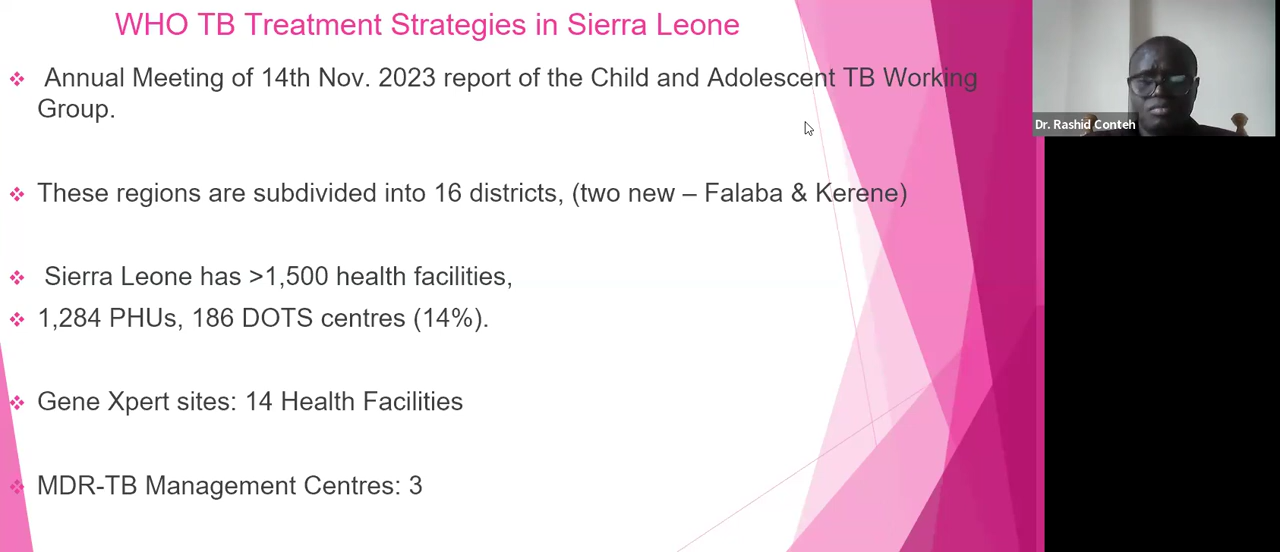 WHO TB Treatment Strategies in Sierra Leone
Annual Meeting of 14th Nov. 2023 report of the Child and Adolescent TB Working
Group.
Dr. Rashid Conteh
These regions are subdivided into 16 districts, (two new – Falaba & Kerene)
Sierra Leone has >1,500 health facilities,
1,284 PHUs, 186 DOTS centres (14%).
Gene Xpert sites: 14 Health Facilities
MDR-TB Management Centres: 3